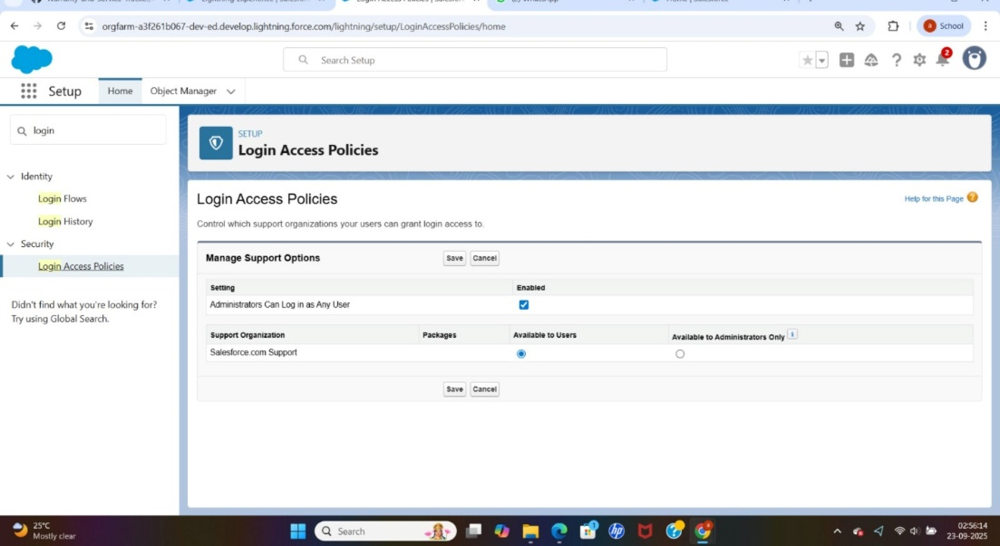 orgfarm-a3f261b067-dev-ed.develop.lightning.force.com/lightning/setup/LoginAccessPolicies/home
School
Search Setup
2
Setup
Home
Object Manager
login
Identity
Login Flows
Login History
Security
Login Access Policies
Didn't find what you're looking for?
Try using Global Search.
SETUP
Login Access Policies
Login Access Policies
Help for this Page
Control which support organizations your users can grant login access to.
Manage Support Options
Save Cancel
Setting Enabled
Administrators Can Log in as Any User
Support Organization Packages Available to Users Available to Administrators Only
Salesforce.com Support
Save Cancel
25°C
Mostly clear
Search
02:56:14
23-09-2025